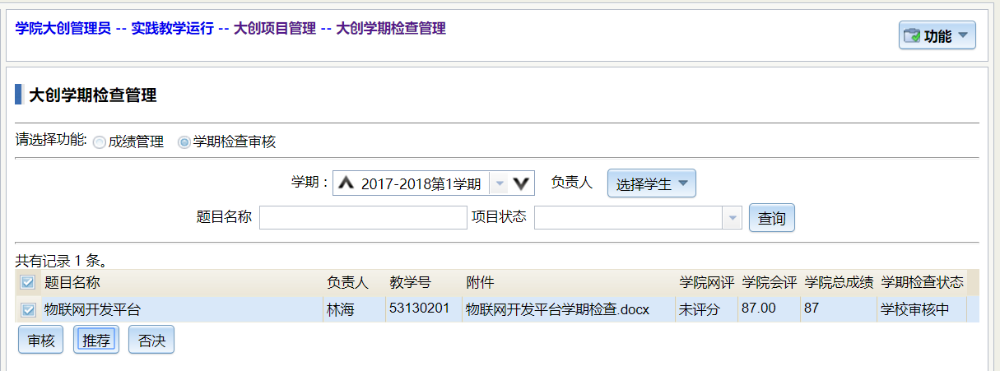 学院大创管理员 -- 实践教学运行 -- 大创项目管理 -- 大创学期检查管理
功能
大创学期检查管理
请选择功能: 成绩管理 学期检查审核
学期： 2017-2018第1学期 负责人 选择学生
题目名称 项目状态 查询
共有记录 1 条。
题目名称 负责人 教学号 附件 学院网评 学院会评 学院总成绩 学期检查状态
物联网开发平台 林海 53130201 物联网开发平台学期检查.docx 未评分 87.00 87 学校审核中
审核 推荐 否决